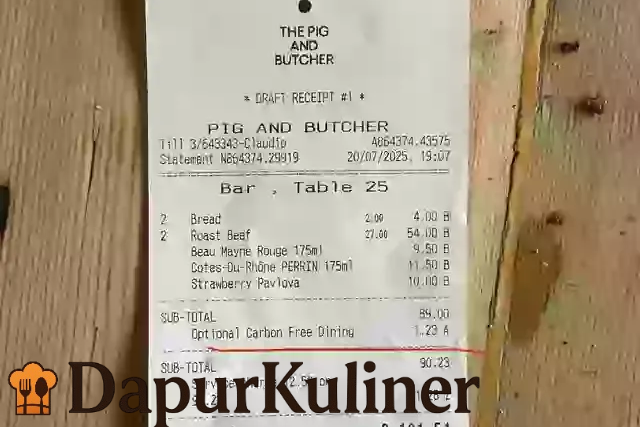 THE PIG
AND
BUTCHER
* DRAFT RECEIPT #1 *
PIG AND BUTCHER
Till 3/643343-Claudio A864374.43575
Statement N864374.29919 20/07/2025, 19:07
Bar , Table 25
2 Bread 2.00 4.00 B
2 Roast Beef 27.00 54.00 B
Beau Mayne Rouge 175ml 9.50 B
Cotes-Du-Rhône PERRIN 175ml 11.50 B
Strawberry Pavlova 10.00 B
SUB-TOTAL 89.00
Optional Carbon Free Dining 1.23 A
SUB-TOTAL 90.23
DapurKuliner